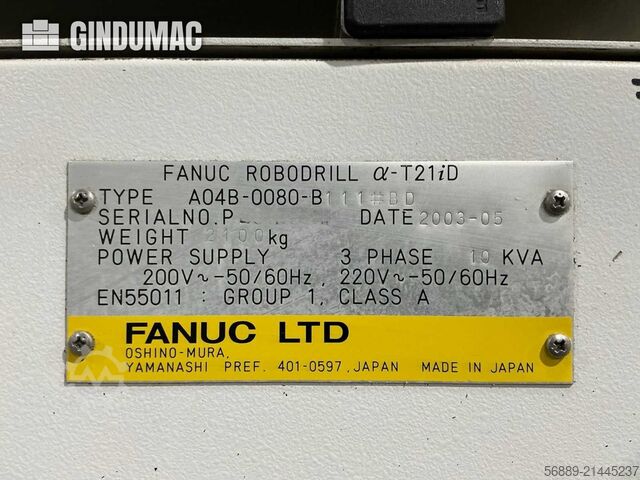 GINDUMAC
FANUC ROBODRILL α-T21iD
TYPE A04B-0080-B111#BD
SERIALNO.P DATE 2003-05
WEIGHT 2100kg
POWER SUPPLY 3 PHASE 10 KVA
200V~-50/60Hz, 220V~-50/60Hz
EN55011 : GROUP 1, CLASS A
FANUC LTD
OSHINO-MURA,
YAMANASHI PREF. 401-0597, JAPAN MADE IN JAPAN
56889-21445237